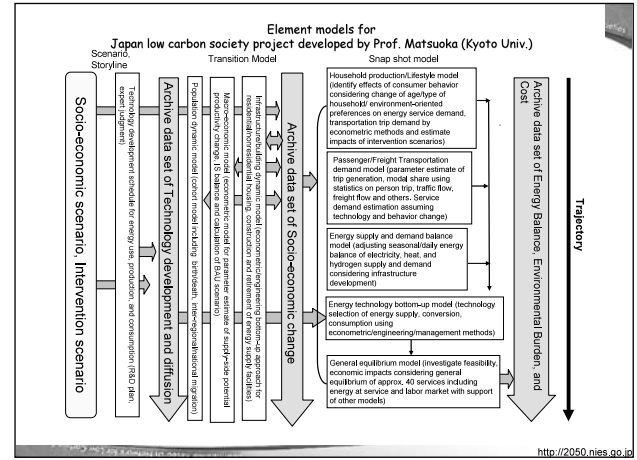 Element models for
Japan low carbon society project developed by Prof. Matsuoka (Kyoto Univ.)
Scenario,
Storyline
Transition Model
Snap shot model
Socio-economic scenario, Intervention scenario
Technology development schedule for energy use, production, and consumption (R&D plan,
expert judgment)
Archive data set of Technology development and diffusion
Population dynamic model (cohort model including birth/death, inter-regional/national migration)
Macro-economic model (econometric model for parameter estimate of supply-side potential
productivity change, IS balance and calculation of BAU scenario)
Infrastructure/building dynamic model (econometric/engineering bottom-up approach for
residential/nonresidential housing, construction and retirement of energy supply facilities)
Archive data set of Socio-economic change
Household production/Lifestyle model
(identify effects of consumer behavior
considering change of age/type of
household/ environment-oriented
preferences on energy service demand,
transportation trip demand by
econometric methods and estimate
impacts of intervention scenarios)
Passenger/Freight Transportation
demand model (parameter estimate of
trip generation, modal share using
statistics on person trip, traffic flow,
freight flow and others. Service
demand estimation assuming
technology and behavior change)
Energy supply and demand balance
model (adjusting seasonal/daily energy
balance of electricity, heat, and
hydrogen supply and demand
considering infrastructure
development)
Energy technology bottom-up model (technology
selection of energy supply, conversion,
consumption using
econometric/engineering/management methods)
General equilibrium model (investigate feasibility,
economic impacts considering general
equilibrium of approx. 40 services including
energy at service and labor market with support
of other models)
Archive data set of Energy Balance, Environmental Burden, and
Cost
Trajectory
http://2050.nies.go.jp